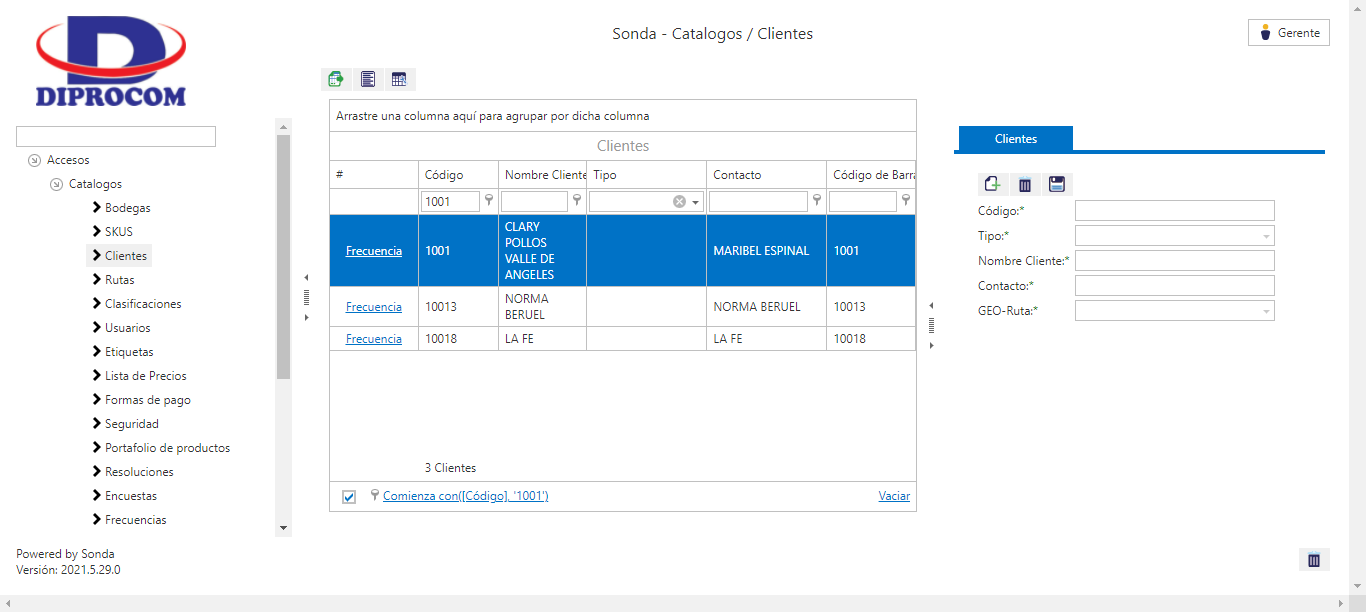 DIPROCOM
Sonda - Catalogos / Clientes
Gerente
Accesos
Catalogos
Bodegas
SKUS
Clientes
Rutas
Clasificaciones
Usuarios
Etiquetas
Lista de Precios
Formas de pago
Seguridad
Portafolio de productos
Resoluciones
Encuestas
Frecuencias
Powered by Sonda
Versión: 2021.5.29.0
Arrastre una columna aquí para agrupar por dicha columna
Clientes
# Código Nombre Cliente Tipo Contacto Código de Barra
1001
Frecuencia 1001 CLARY POLLOS VALLE DE ANGELES MARIBEL ESPINAL 1001
Frecuencia 10013 NORMA BERUEL NORMA BERUEL 10013
Frecuencia 10018 LA FE LA FE 10018
3 Clientes
Comienza con([Código], '1001') Vaciar
Clientes
Código:*
Tipo:*
Nombre Cliente:*
Contacto:*
GEO-Ruta:*